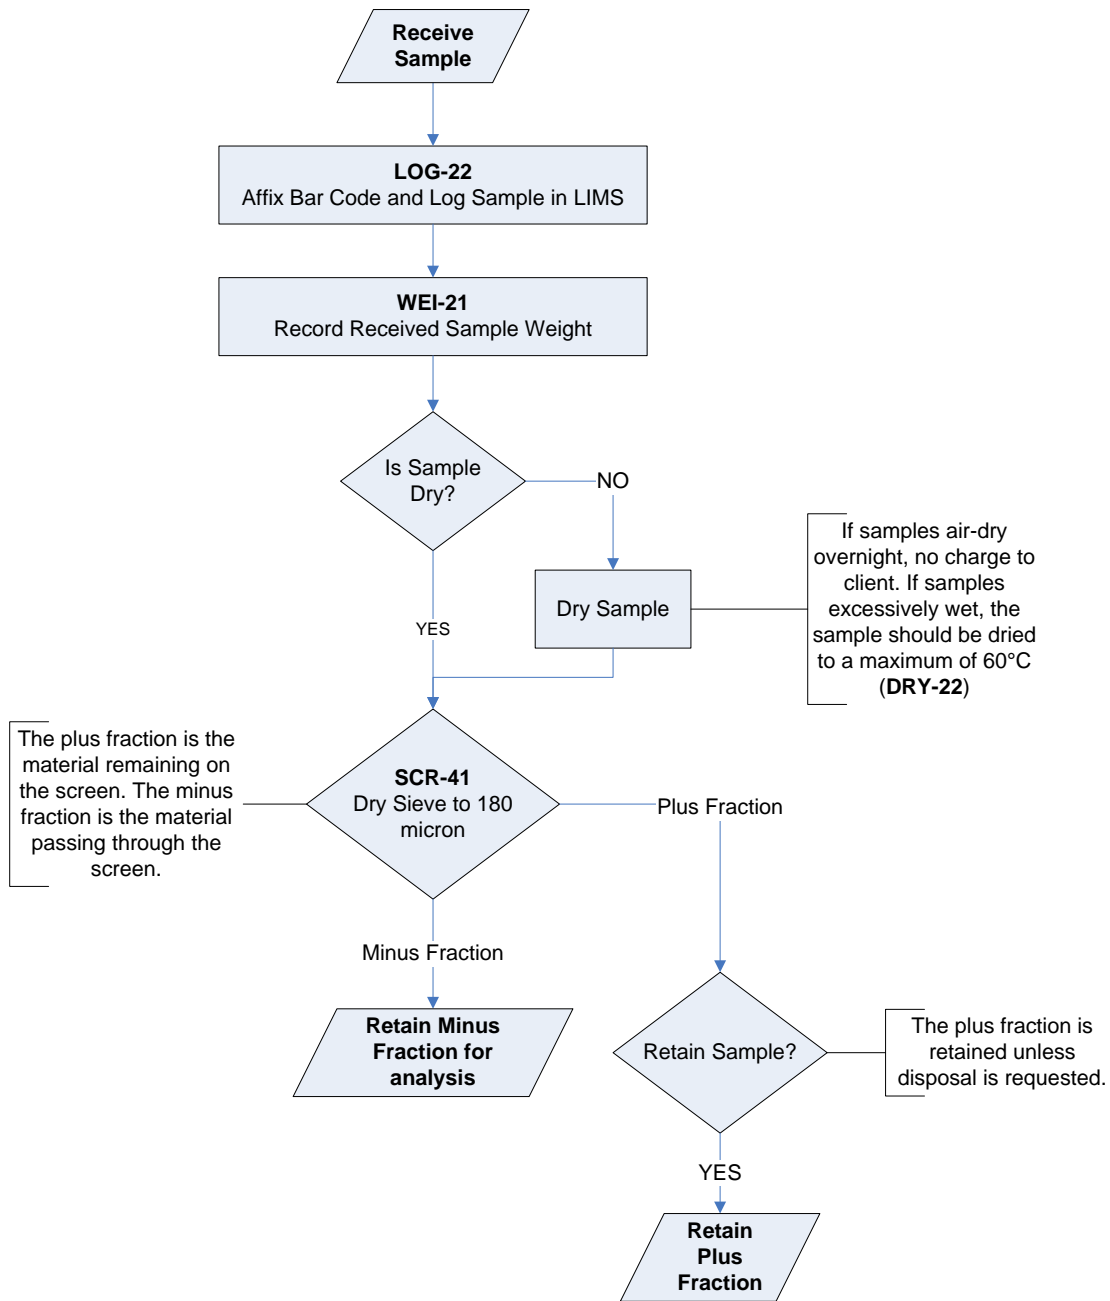 Receive
Sample
LOG-22
Affix Bar Code and Log Sample in LIMS
WEI-21
Record Received Sample Weight
Is Sample
Dry?
NO
If samples air-dry
overnight, no charge to
client. If samples
excessively wet, the
sample should be dried
to a maximum of 60°C
(DRY-22)
Dry Sample
YES
The plus fraction is the
material remaining on
the screen. The minus
fraction is the material
passing through the
screen.
SCR-41
Dry Sieve to 180
micron
Plus Fraction
Minus Fraction
Retain Minus
Fraction for
analysis
Retain Sample?
The plus fraction is
retained unless
disposal is requested.
YES
Retain
Plus
Fraction